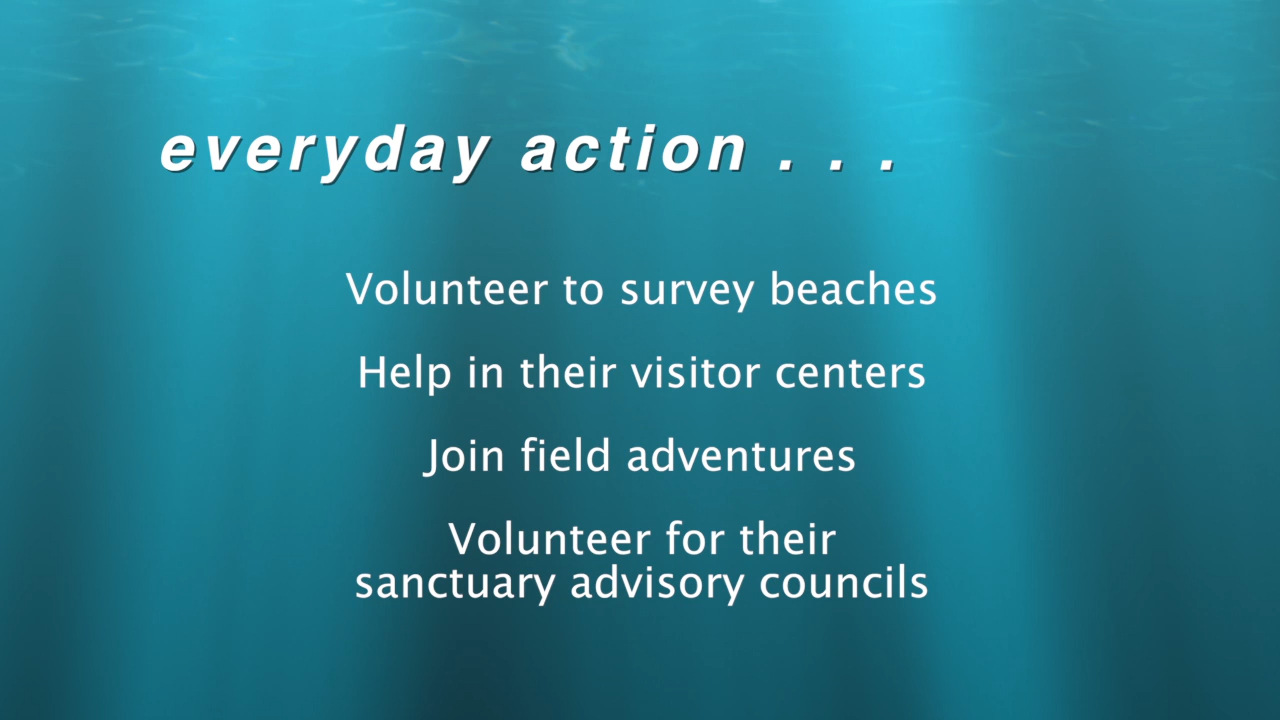 everyday action . . .
Volunteer to survey beaches
Help in their visitor centers
Join field adventures
Volunteer for their
sanctuary advisory councils